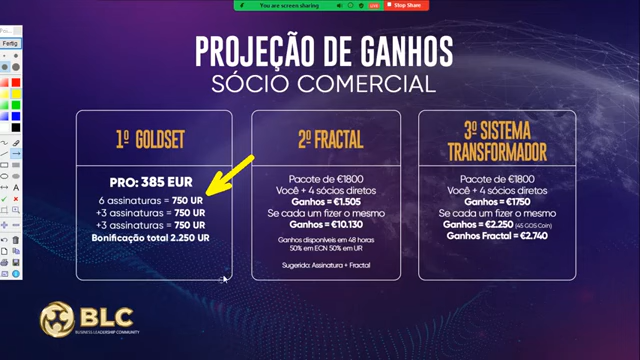 You are screen sharing
LIVE
Stop Share
Fertig
PROJEÇÃO DE GANHOS
SÓCIO COMERCIAL
1º GOLDSET
PRO: 385 EUR
6 assinaturas = 750 UR
+3 assinaturas = 750 UR
+3 assinaturas = 750 UR
Bonificação total 2.250 UR
2º FRACTAL
Pacote de €1800
Você + 4 sócios diretos
Ganhos = €1.505
Se cada um fizer o mesmo
Ganhos = €10.130
Ganhos disponíveis em 48 horas
50% em ECN 50% em UR
Sugerido: Assinatura + Fractal
3º SISTEMA
TRANSFORMADOR
Pacote de €1800
Você + 4 sócios diretos
Ganhos = €1750
Se cada um fizer o mesmo
Ganhos = €2.250 (45 GDS Coin)
Ganhos Fractal = €2.740
BLC
BUSINESS LEADERSHIP COMMUNITY